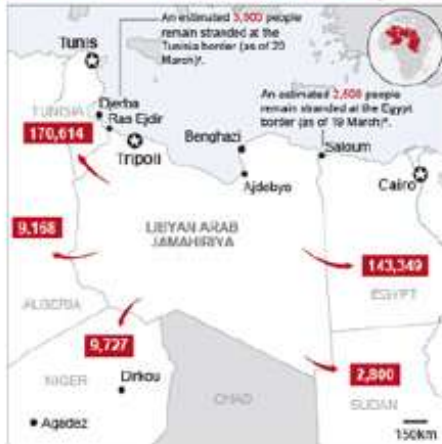 An estimated 3,500 people
remain stranded at the
Tunisia border (as of 20
March)*.
Tunis
An estimated 2,500 people
remain stranded at the Egypt
border (as of 19 March)*.
TUNISIA
Djerba
Ras Ejdir
170,614
Tripoli
Benghazi
Saloum
Ajdebya
Cairo
9,168
LIBYAN ARAB
JAMAHIRIYA
143,349
ALGERIA
EGYPT
9,727
NIGER
Dirkou
CHAD
2,800
SUDAN
Agadez
150km